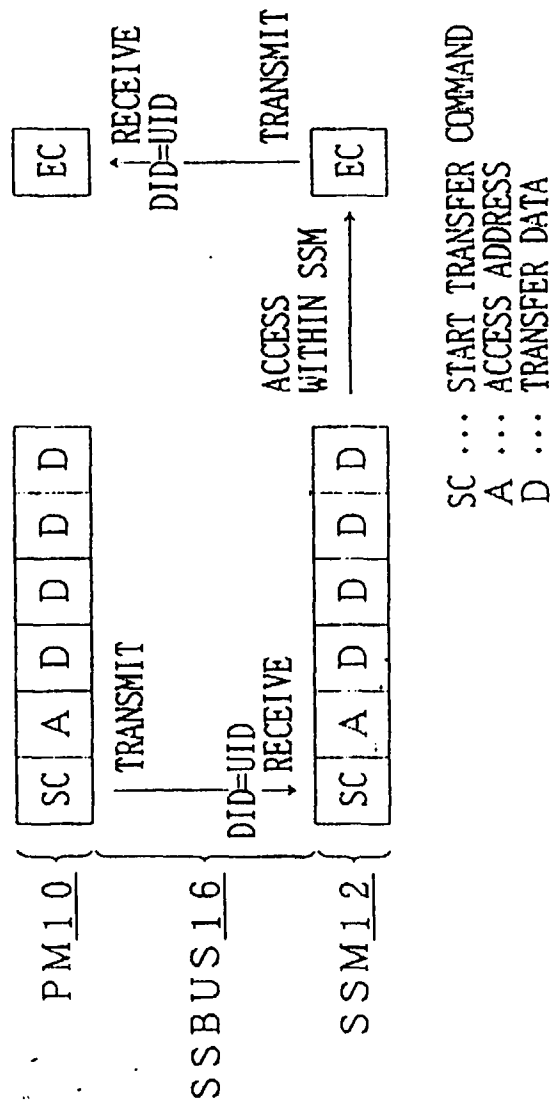 PM10
SC A D D D D
EC
TRANSMIT
RECEIVE
DID=UID
SSBUS16
DID=UID
RECEIVE
ACCESS
WITHIN SSM
TRANSMIT
SSM12
SC A D D D D
EC
SC ... START TRANSFER COMMAND
A ... ACCESS ADDRESS
D ... TRANSFER DATA